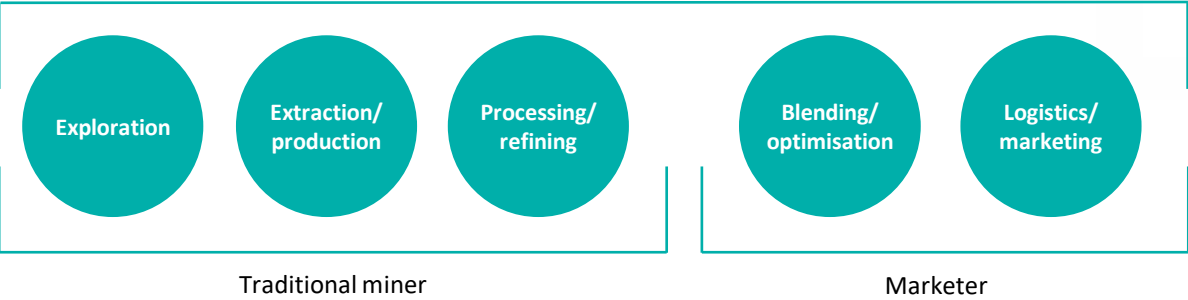 Exploration
Extraction/
production
Processing/
refining
Blending/
optimisation
Logistics/
marketing
Traditional miner
Marketer